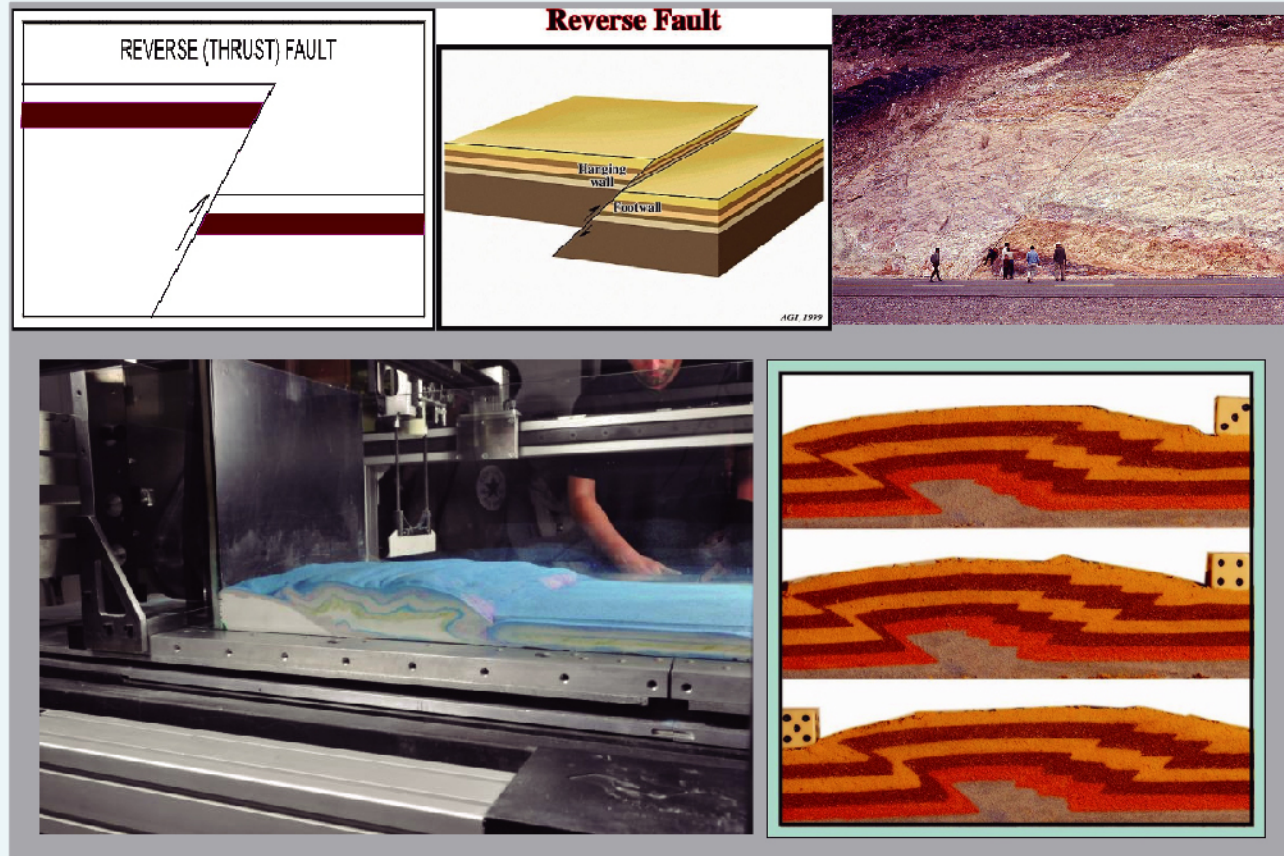 REVERSE (THRUST) FAULT
Reverse Fault
Hanging
wall
Footwall
AGI, 1999